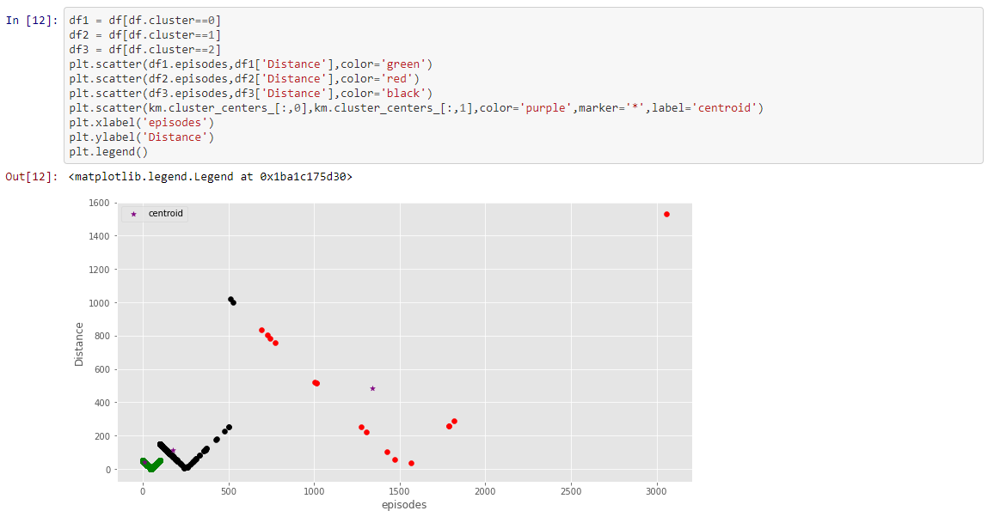 In [12]: df1 = df[df.cluster==0]
df2 = df[df.cluster==1]
df3 = df[df.cluster==2]
plt.scatter(df1.episodes,df1['Distance'],color='green')
plt.scatter(df2.episodes,df2['Distance'],color='red')
plt.scatter(df3.episodes,df3['Distance'],color='black')
plt.scatter(km.cluster_centers_[:,0],km.cluster_centers_[:,1],color='purple',marker='*',label='centroid')
plt.xlabel('episodes')
plt.ylabel('Distance')
plt.legend()
Out[12]: <matplotlib.legend.Legend at 0x1ba1c175d30>
1600
centroid
1400
1200
1000
800
600
400
200
0
Distance
0 500 1000 1500 2000 2500 3000
episodes